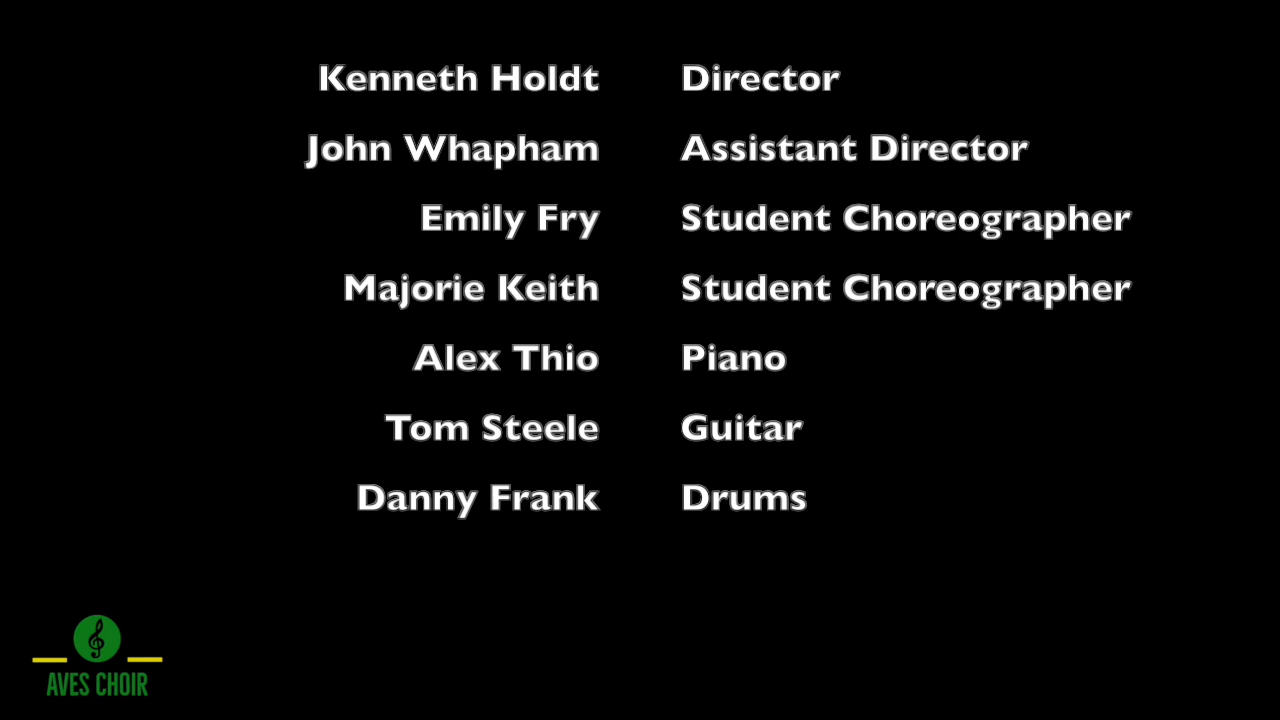 Kenneth Holdt Director
John Whapham Assistant Director
Emily Fry Student Choreographer
Majorie Keith Student Choreographer
Alex Thio Piano
Tom Steele Guitar
Danny Frank Drums
AVES CHOIR